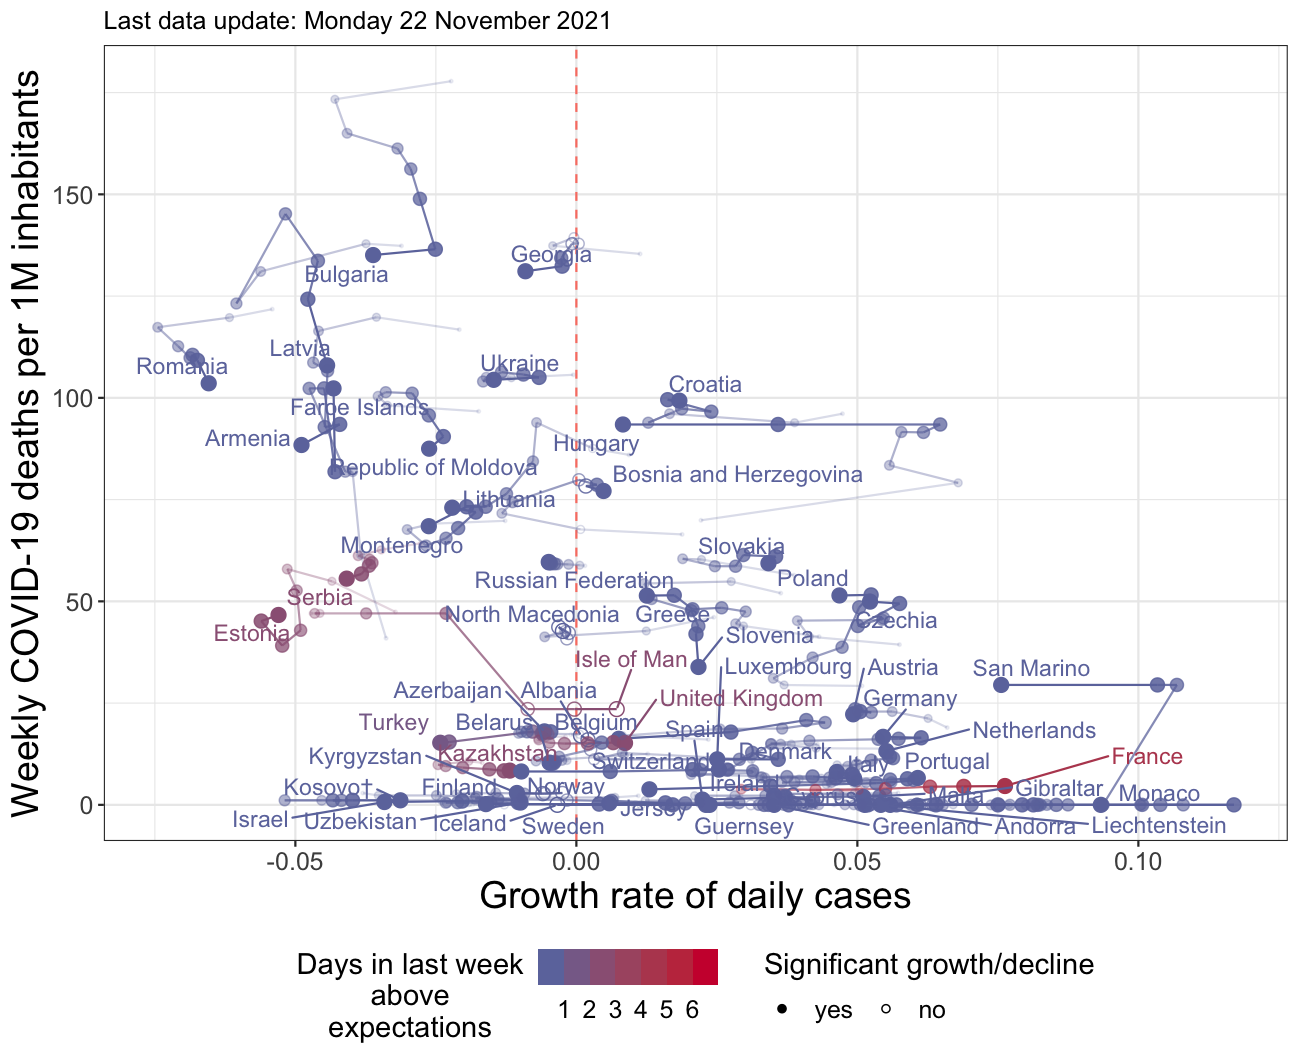 Last data update: Monday 22 November 2021
Weekly COVID-19 deaths per 1M inhabitants
150
100
50
0
Bulgaria
Georgia
Latvia
Romania
Ukraine
Croatia
Faroe Islands
Armenia
Hungary
Republic of Moldova
Bosnia and Herzegovina
Lithuania
Montenegro
Slovakia
Russian Federation
Poland
Serbia
North Macedonia
Greece
Czechia
Estonia
Slovenia
Isle of Man
Luxembourg
Austria
San Marino
Azerbaijan
Albania
United Kingdom
Germany
Turkey
Belarus
Belgium
Spain
Netherlands
Kyrgyzstan
Kazakhstan
Switzerland
Denmark
Italy
Portugal
France
Kosovo†
Finland
Norway
Ireland
Cyprus
Malta
Gibraltar
Monaco
Israel
Uzbekistan
Iceland
Sweden
Jersey
Guernsey
Greenland
Andorra
Liechtenstein
-0.05
0.00
0.05
0.10
Growth rate of daily cases
Days in last week
above
expectations
1 2 3 4 5 6
Significant growth/decline
yes
no